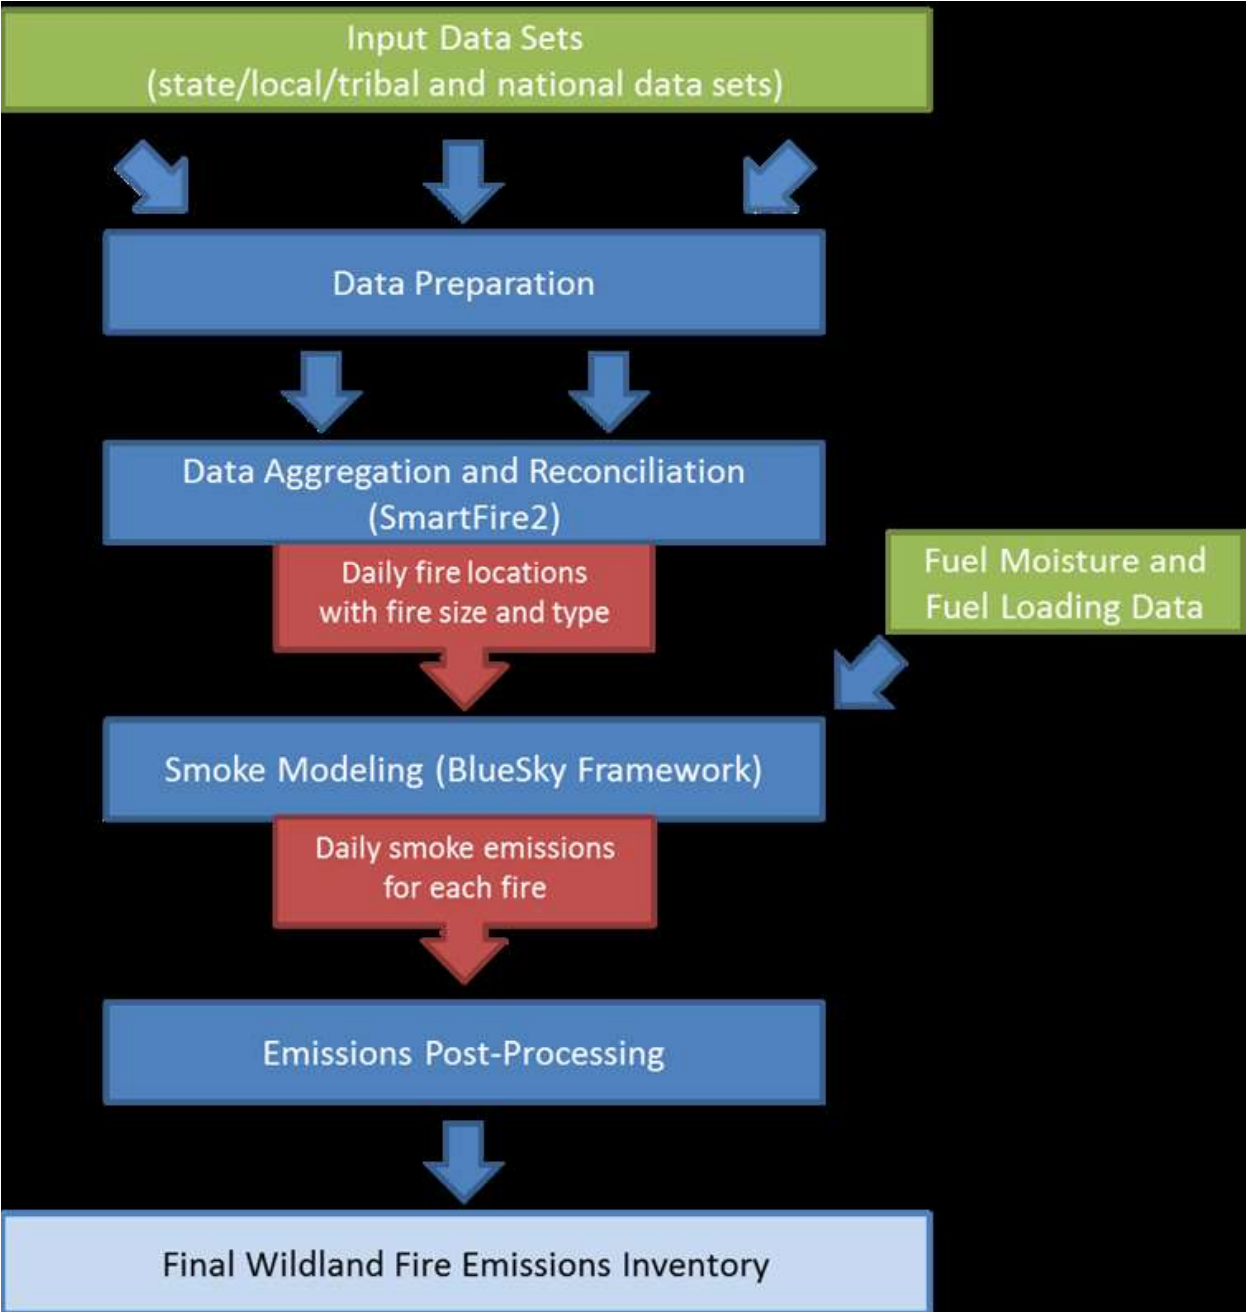 Input Data Sets
(state/local/tribal and national data sets)
Data Preparation
Data Aggregation and Reconciliation
(SmartFire2)
Daily fire locations
with fire size and type
Fuel Moisture and
Fuel Loading Data
Smoke Modeling (BlueSky Framework)
Daily smoke emissions
for each fire
Emissions Post-Processing
Final Wildland Fire Emissions Inventory